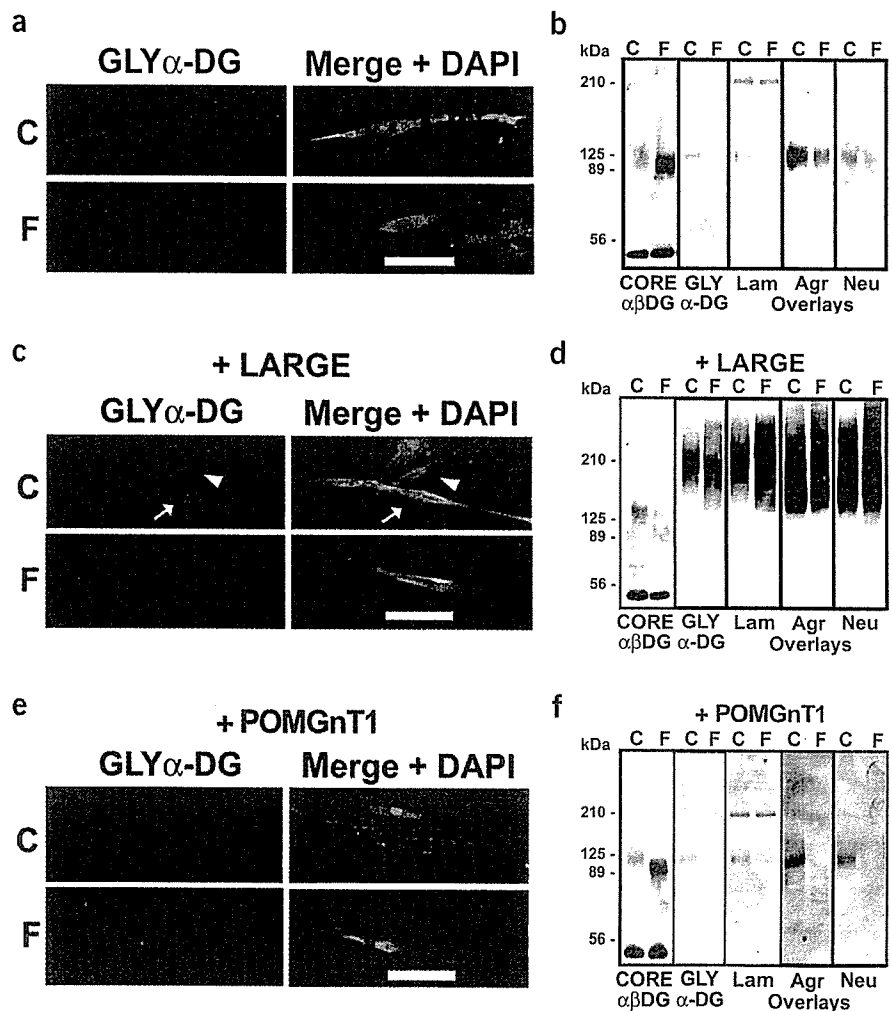 a
GLYα-DG Merge + DAPI
C
F
b
kDa C F C F C F C F C F
210 -
125 -
89 -
56 -
CORE GLY Lam Agr Neu
αβDG α-DG Overlays
c
+ LARGE
GLYα-DG Merge + DAPI
C
F
d
+ LARGE
kDa C F C F C F C F C F
210 -
125 -
89 -
56 -
CORE GLY Lam Agr Neu
αβDG α-DG Overlays
e
+ POMGnT1
GLYα-DG Merge + DAPI
C
F
f
+ POMGnT1
kDa C F C F C F C F C F
210 -
125 -
89 -
56 -
CORE GLY Lam Agr Neu
αβDG α-DG Overlays